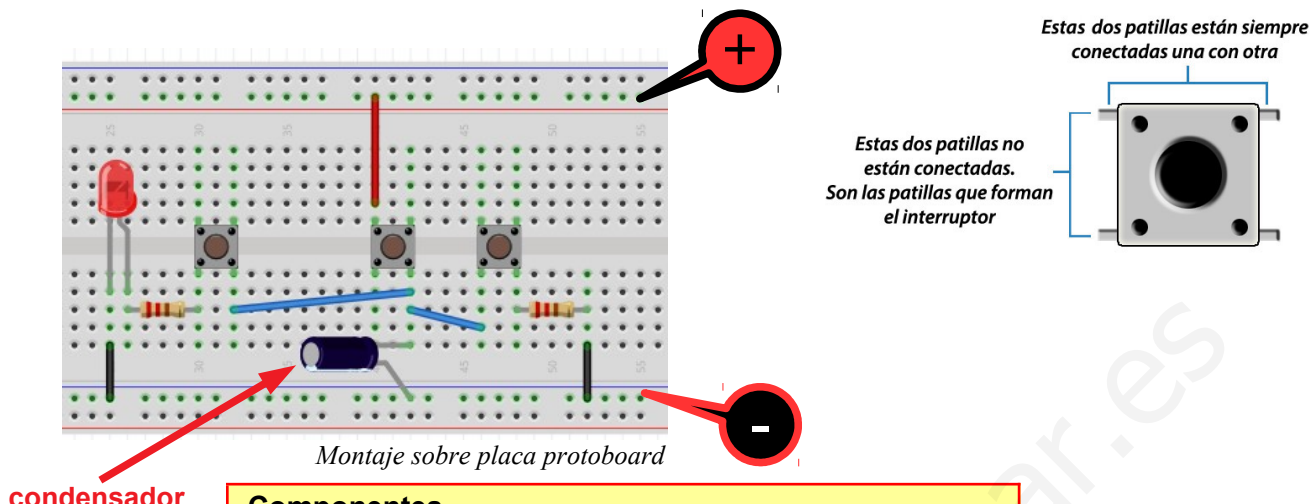 +
Estas dos patillas están siempre
conectadas una con otra
Estas dos patillas no
están conectadas.
Son las patillas que forman
el interruptor
25
30
35
45
50
55
30
35
45
50
55
-
Montaje sobre placa protoboard
condensador
Componentes
ar.es